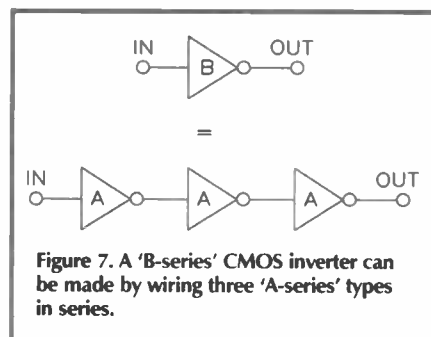 IN OUT
B
=
IN A A A OUT
Figure 7. A 'B-series' CMOS inverter can
be made by wiring three 'A-series' types
in series.